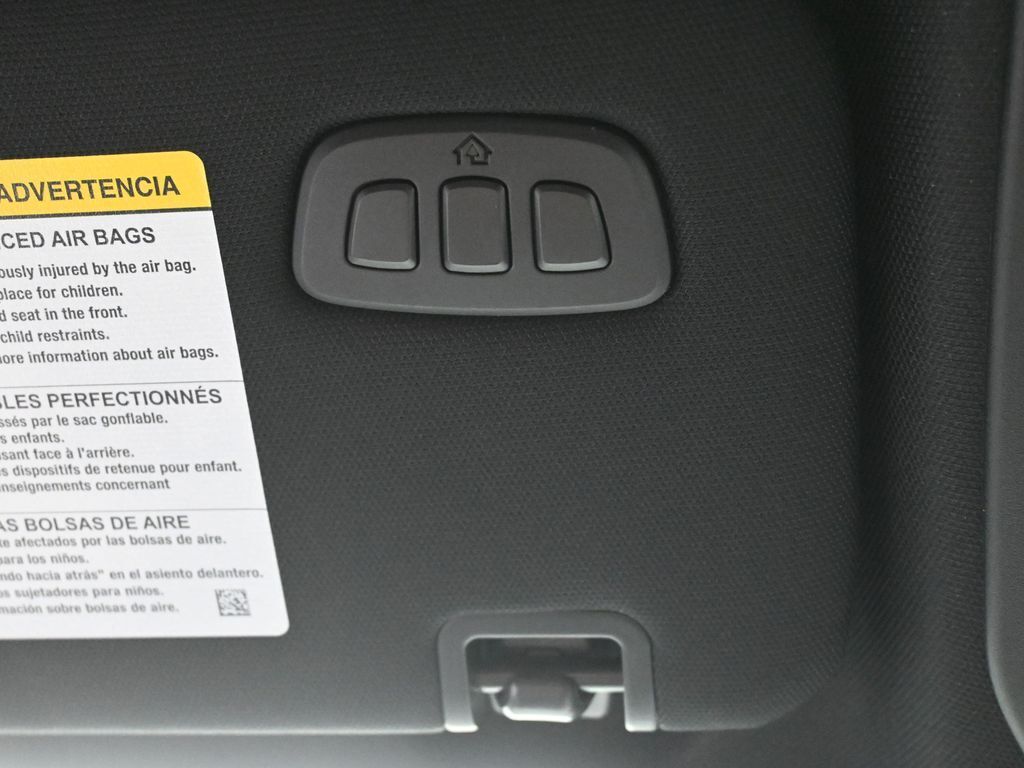 ADVERTENCIA
CED AIR BAGS
ously injured by the air bag.
place for children.
d seat in the front.
child restraints.
ore information about air bags.
LES PERFECTIONNÉS
ssés par le sac gonflable.
s enfants.
sant face à l'arrière.
s dispositifs de retenue pour enfant.
nseignements concernant
AS BOLSAS DE AIRE
te afectados por las bolsas de aire.
para los niños.
ndo hacia atrás" en el asiento delantero.
os sujetadores para niños.
mación sobre bolsas de aire.